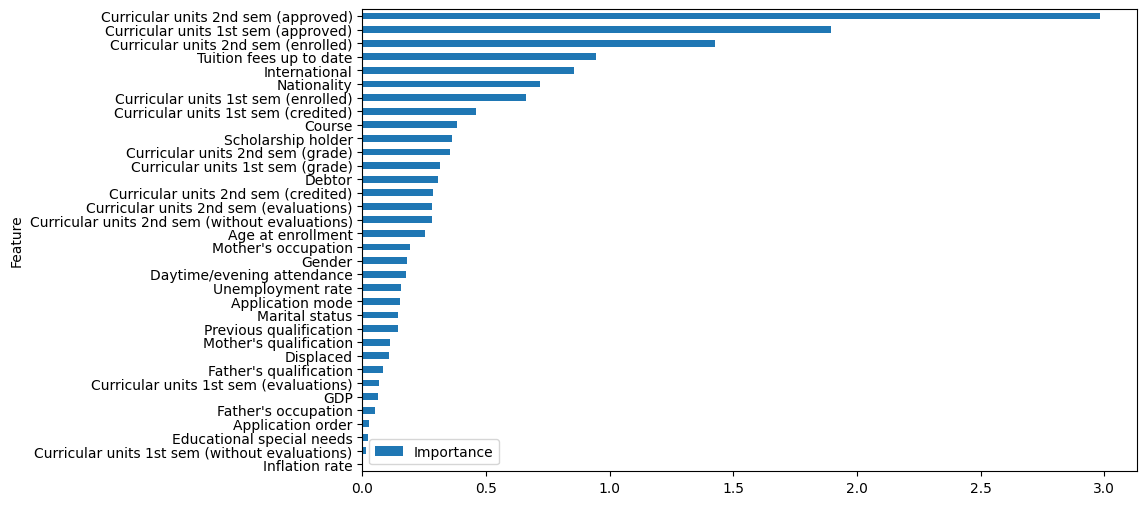 Feature
Curricular units 2nd sem (approved)
Curricular units 1st sem (approved)
Curricular units 2nd sem (enrolled)
Tuition fees up to date
International
Nationality
Curricular units 1st sem (enrolled)
Curricular units 1st sem (credited)
Course
Scholarship holder
Curricular units 2nd sem (grade)
Curricular units 1st sem (grade)
Debtor
Curricular units 2nd sem (credited)
Curricular units 2nd sem (evaluations)
Curricular units 2nd sem (without evaluations)
Age at enrollment
Mother's occupation
Gender
Daytime/evening attendance
Unemployment rate
Application mode
Marital status
Previous qualification
Mother's qualification
Displaced
Father's qualification
Curricular units 1st sem (evaluations)
GDP
Father's occupation
Application order
Educational special needs
Curricular units 1st sem (without evaluations)
Inflation rate
Importance
0.0 0.5 1.0 1.5 2.0 2.5 3.0